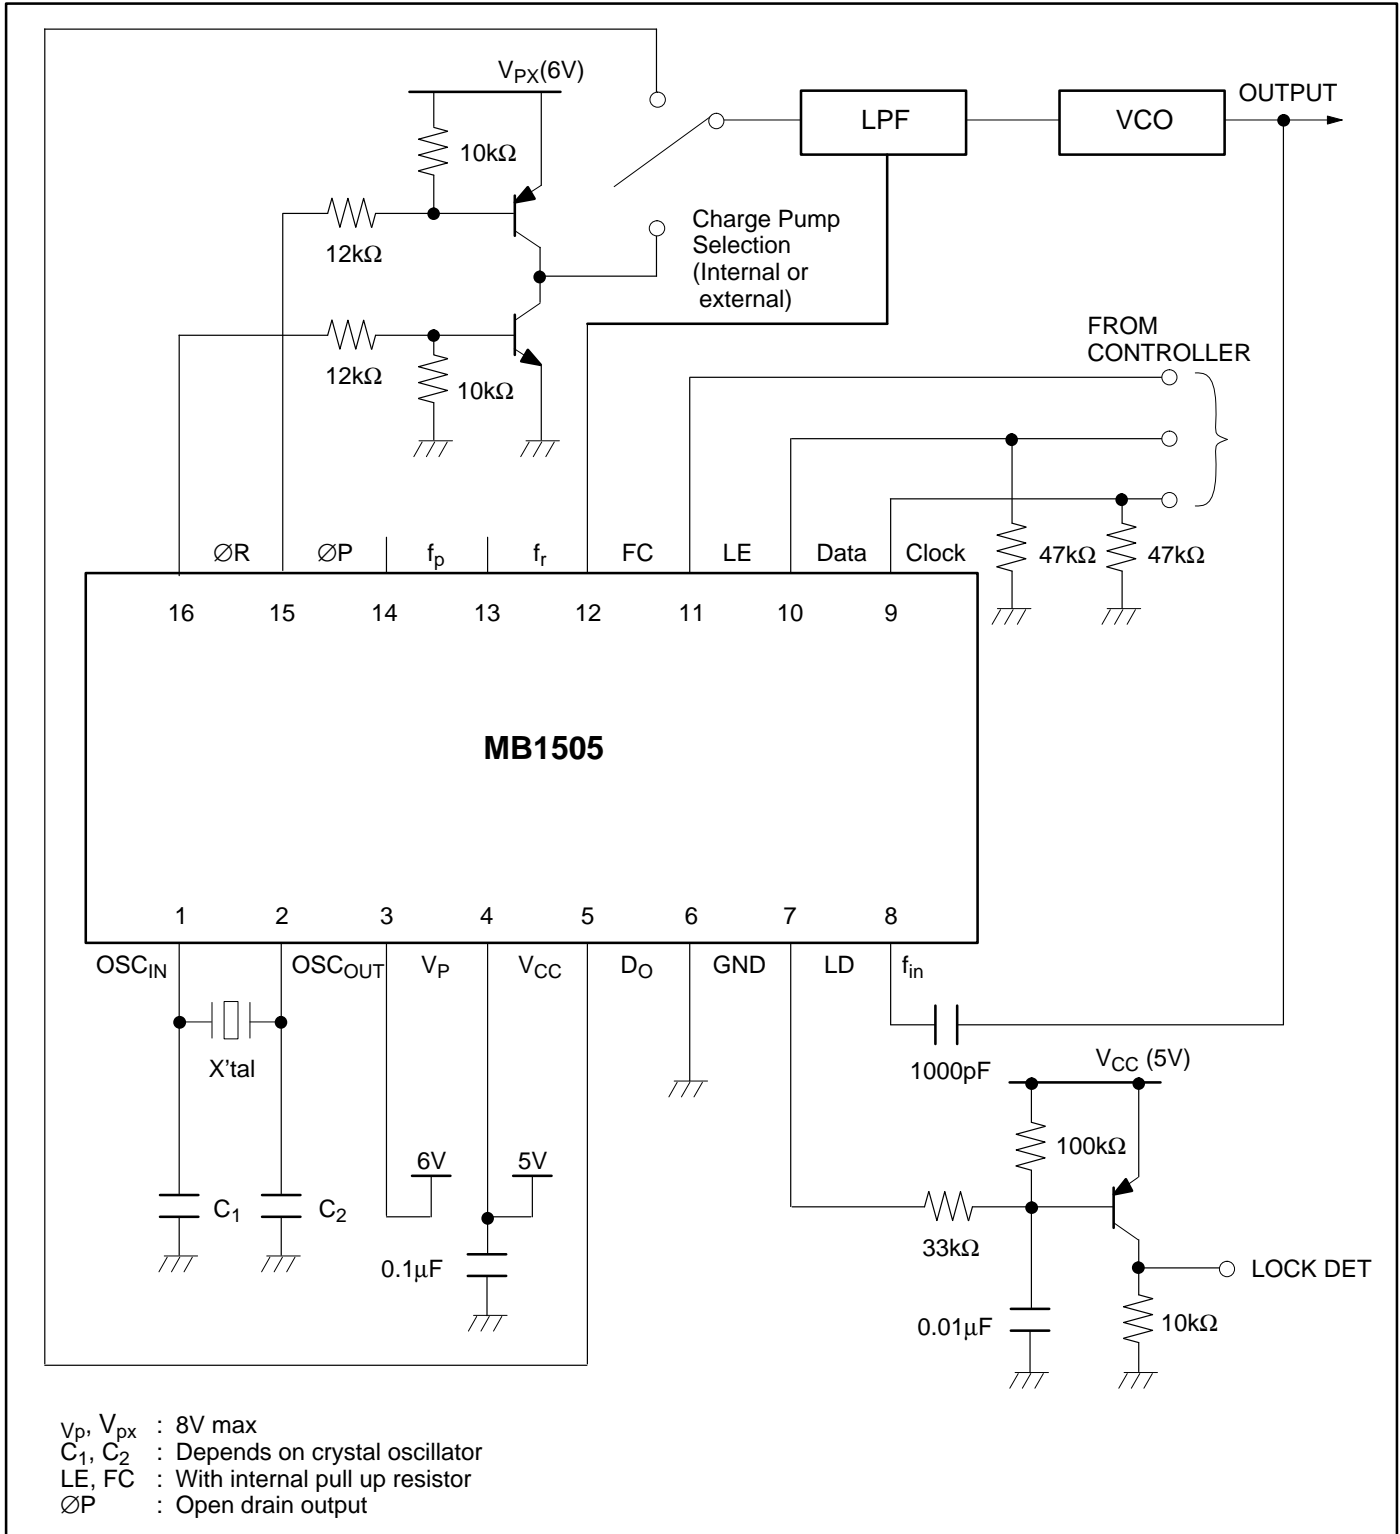 V_PX(6V)
OUTPUT
LPF
VCO
10kΩ
12kΩ
Charge Pump
Selection
(Internal or
external)
12kΩ
10kΩ
FROM
CONTROLLER
∅R ∅P f_p f_r FC LE Data Clock
47kΩ 47kΩ
16 15 14 13 12 11 10 9
MB1505
1 2 3 4 5 6 7 8
OSC_IN OSC_OUT V_P V_CC D_O GND LD f_in
X'tal
1000pF
V_CC (5V)
100kΩ
6V 5V
C_1 C_2
33kΩ
0.1µF
LOCK DET
0.01µF
10kΩ
V_p, V_px : 8V max
C_1, C_2 : Depends on crystal oscillator
LE, FC : With internal pull up resistor
∅P : Open drain output